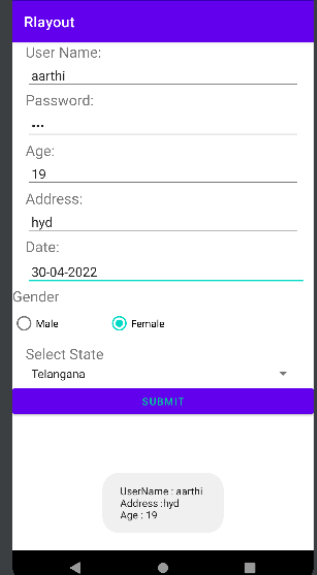 Rlayout
User Name:
aarthi
Password:
...
Age:
19
Address:
hyd
Date:
30-04-2022
Gender
Male Female
Select State
Telangana
SUBMIT
UserName : aarthi
Address :hyd
Age : 19